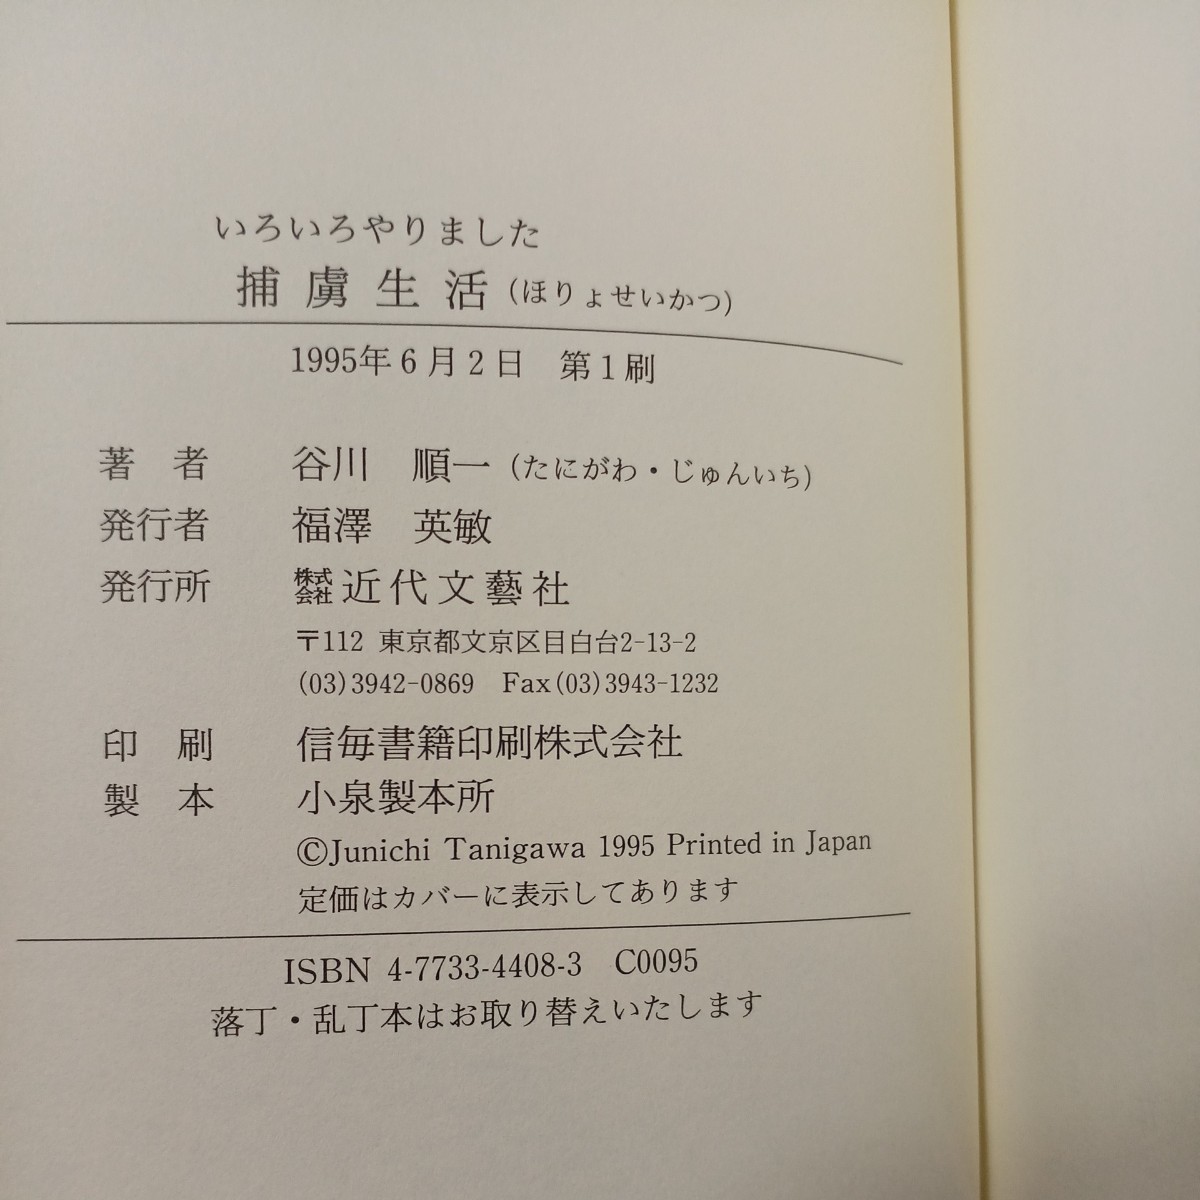 いろいろやりました
捕虜生活(ほりょせいかつ)
1995年6月2日　第1刷
著　者　谷川　順一(たにがわ・じゅんいち)
発行者　福澤　英敏
発行所　株式会社近代文藝社
〒112 東京都文京区目白台2-13-2
(03)3942-0869　Fax(03)3943-1232
印　刷　信毎書籍印刷株式会社
製　本　小泉製本所
©Junichi Tanigawa 1995 Printed in Japan
定価はカバーに表示してあります
ISBN 4-7733-4408-3　C0095
落丁・乱丁本はお取り替えいたします